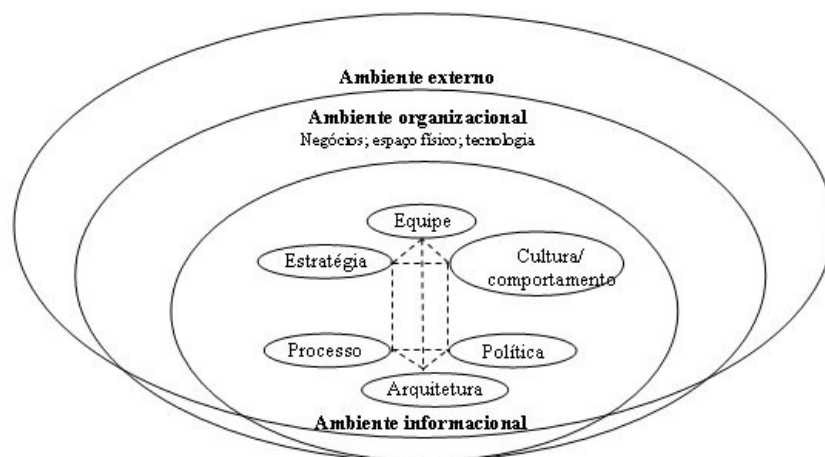 Ambiente externo
Ambiente organizacional
Negócios; espaço físico; tecnologia
Equipe
Estratégia
Cultura/
comportamento
Processo
Política
Arquitetura
Ambiente informacional